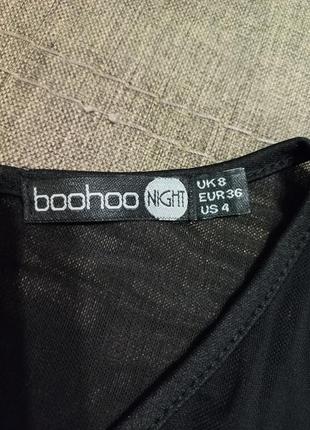 boohoo NIGHT
UK 8
EUR 36
US 4